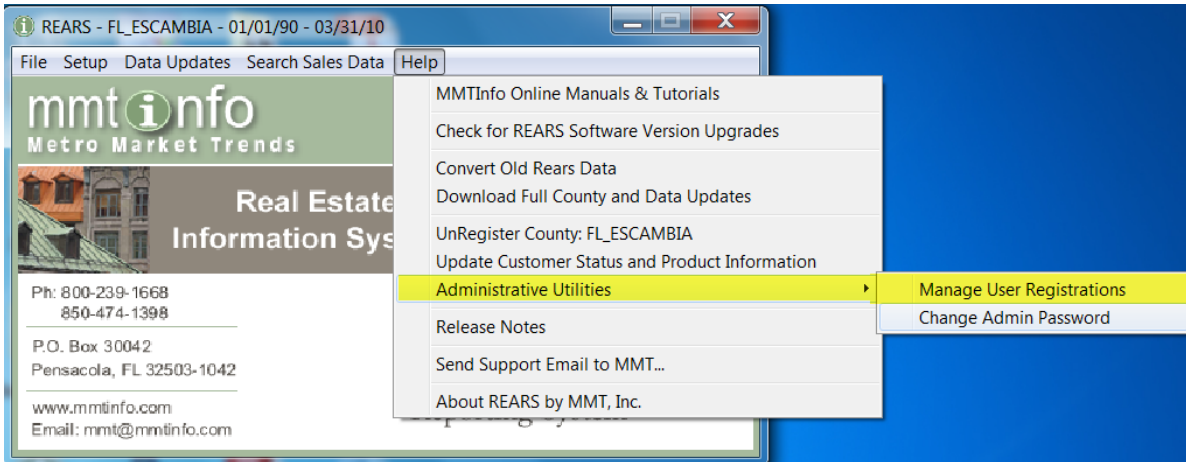 REARS - FL_ESCAMBIA - 01/01/90 - 03/31/10
File Setup Data Updates Search Sales Data Help
mmtinfo
Metro Market Trends
Real Estate
Information Sys
Ph: 800-239-1668
850-474-1398
P.O. Box 30042
Pensacola, FL 32503-1042
www.mmtinfo.com
Email: mmt@mmtinfo.com
MMTInfo Online Manuals & Tutorials
Check for REARS Software Version Upgrades
Convert Old Rears Data
Download Full County and Data Updates
UnRegister County: FL_ESCAMBIA
Update Customer Status and Product Information
Administrative Utilities
Release Notes
Send Support Email to MMT...
About REARS by MMT, Inc.
Manage User Registrations
Change Admin Password